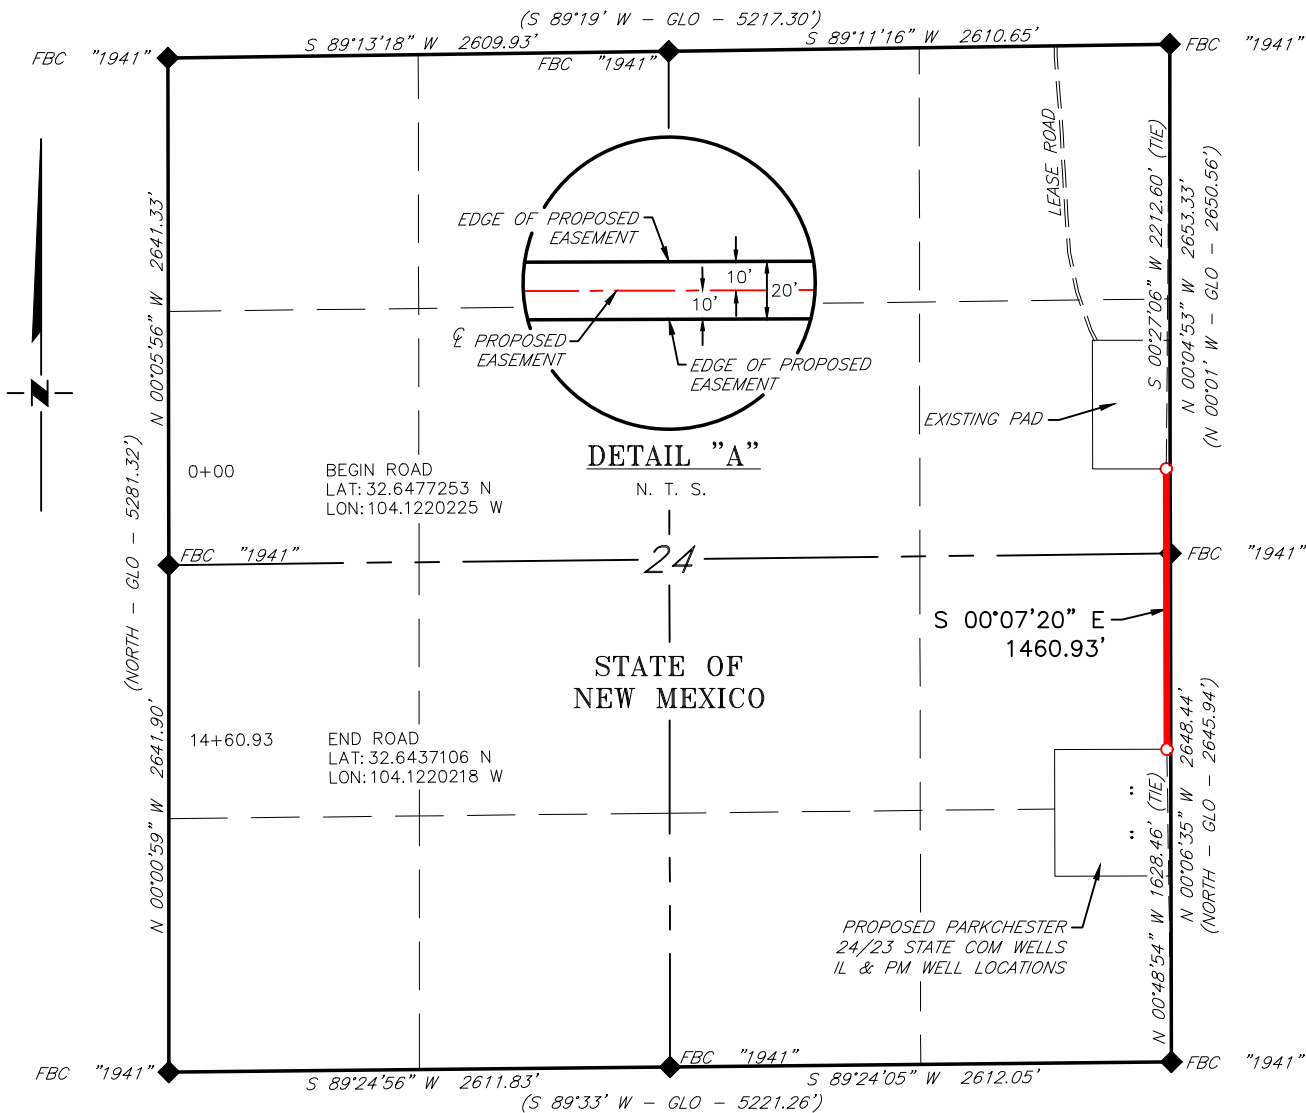 (S 89°19' W – GLO – 5217.30')
S 89°13'18" W 2609.93'
S 89°11'16" W 2610.65'
FBC "1941"
FBC "1941"
FBC "1941"
LEASE ROAD
S 00°27'06" W 2212.60' (TIE)
N 00°04'53" W 2653.33'
(N 00°01' W – GLO – 2650.56')
N 00°05'56" W 2641.33'
EDGE OF PROPOSED
EASEMENT
10'
20'
10'
℄ PROPOSED
EASEMENT
EDGE OF PROPOSED
EASEMENT
N
EXISTING PAD
DETAIL "A"
N. T. S.
0+00 BEGIN ROAD
LAT: 32.6477253 N
LON: 104.1220225 W
(NORTH – GLO – 5281.32')
FBC "1941"
24
FBC "1941"
S 00°07'20" E
1460.93'
STATE OF
NEW MEXICO
14+60.93 END ROAD
LAT: 32.6437106 N
LON: 104.1220218 W
N 00°00'59" W 2641.90'
N 00°48'54" W 1628.46' (TIE)
N 00°06'35" W 2648.44'
(NORTH – GLO – 2645.94')
PROPOSED PARKCHESTER
24/23 STATE COM WELLS
IL & PM WELL LOCATIONS
FBC "1941"
FBC "1941"
FBC "1941"
S 89°24'56" W 2611.83'
S 89°24'05" W 2612.05'
(S 89°33' W – GLO – 5221.26')